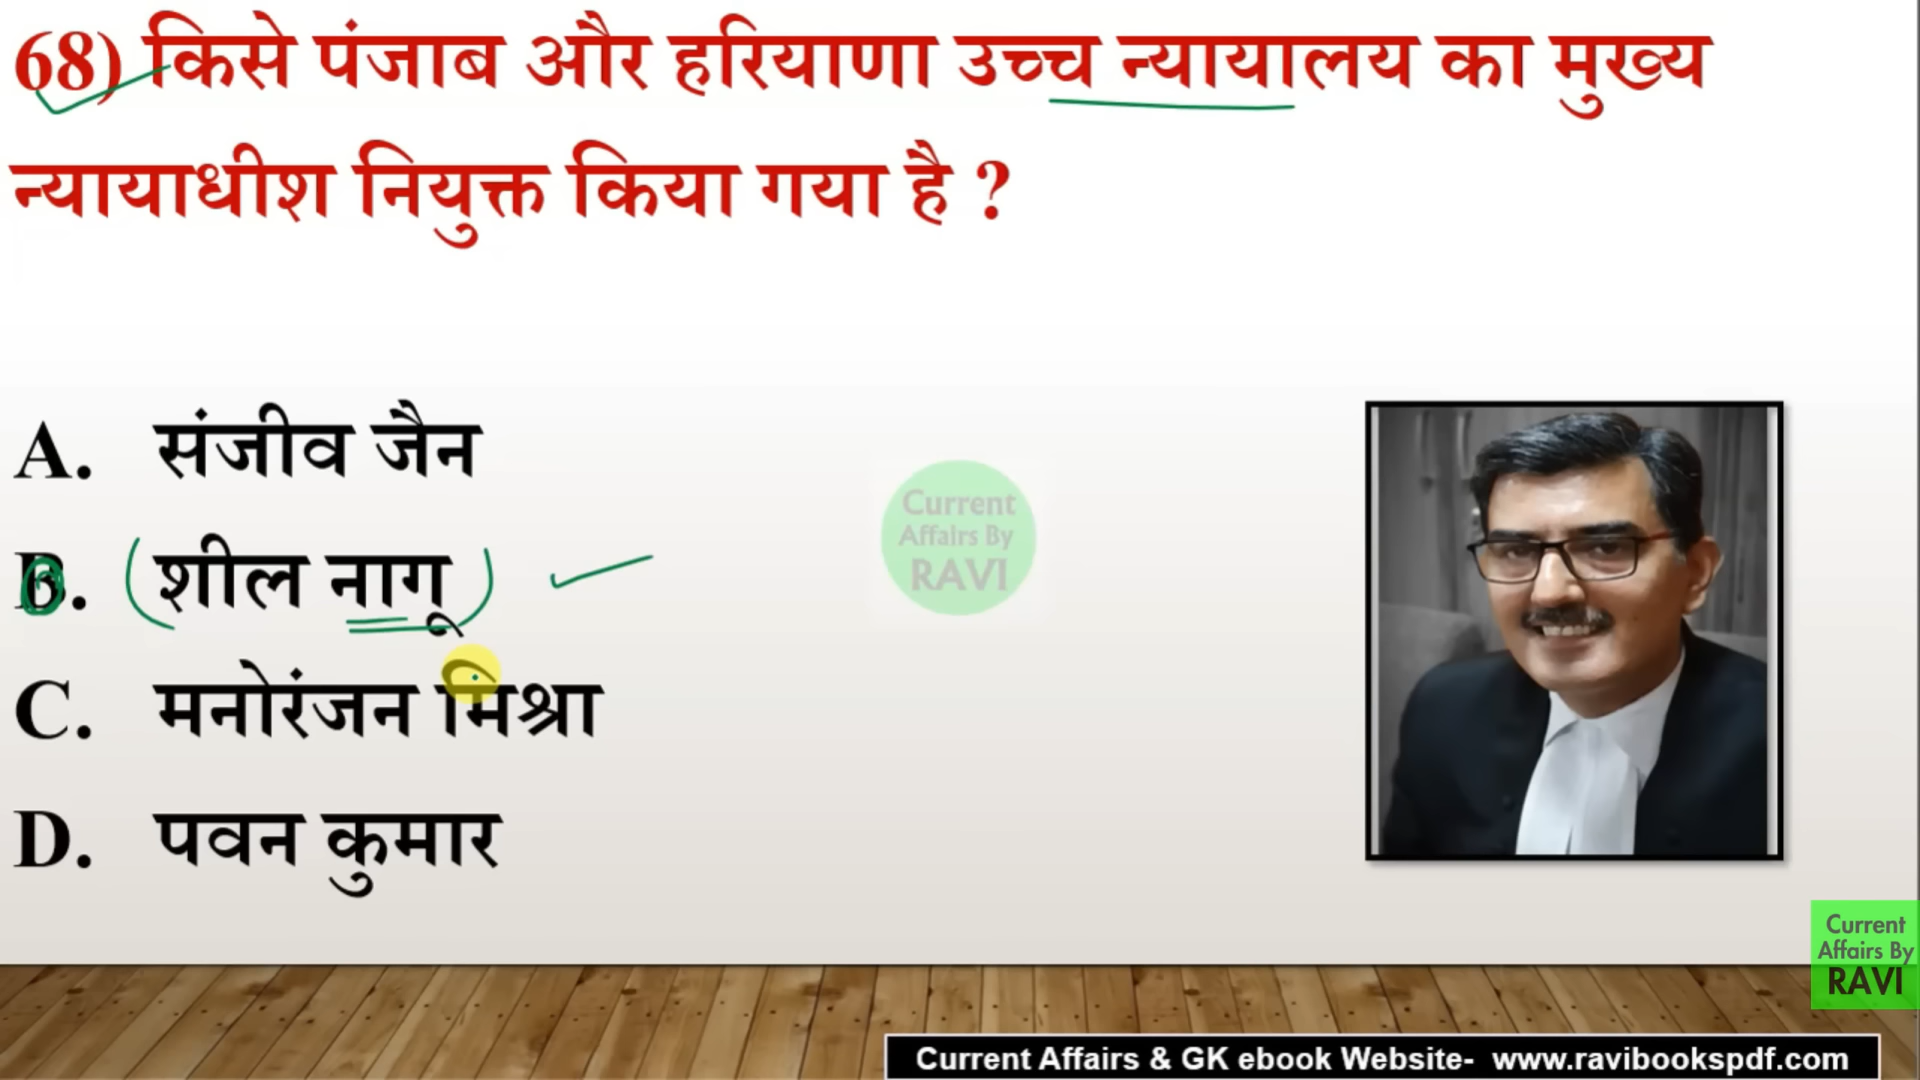 68) किसे पंजाब और हरियाणा उच्च न्यायालय का मुख्य
न्यायाधीश नियुक्त किया गया है ?
A. संजीव जैन
B. शील नागू
C. मनोरंजन मिश्रा
D. पवन कुमार
Current
Affairs By
RAVI
Current
Affairs By
RAVI
Current Affairs & GK ebook Website- www.ravibookspdf.com